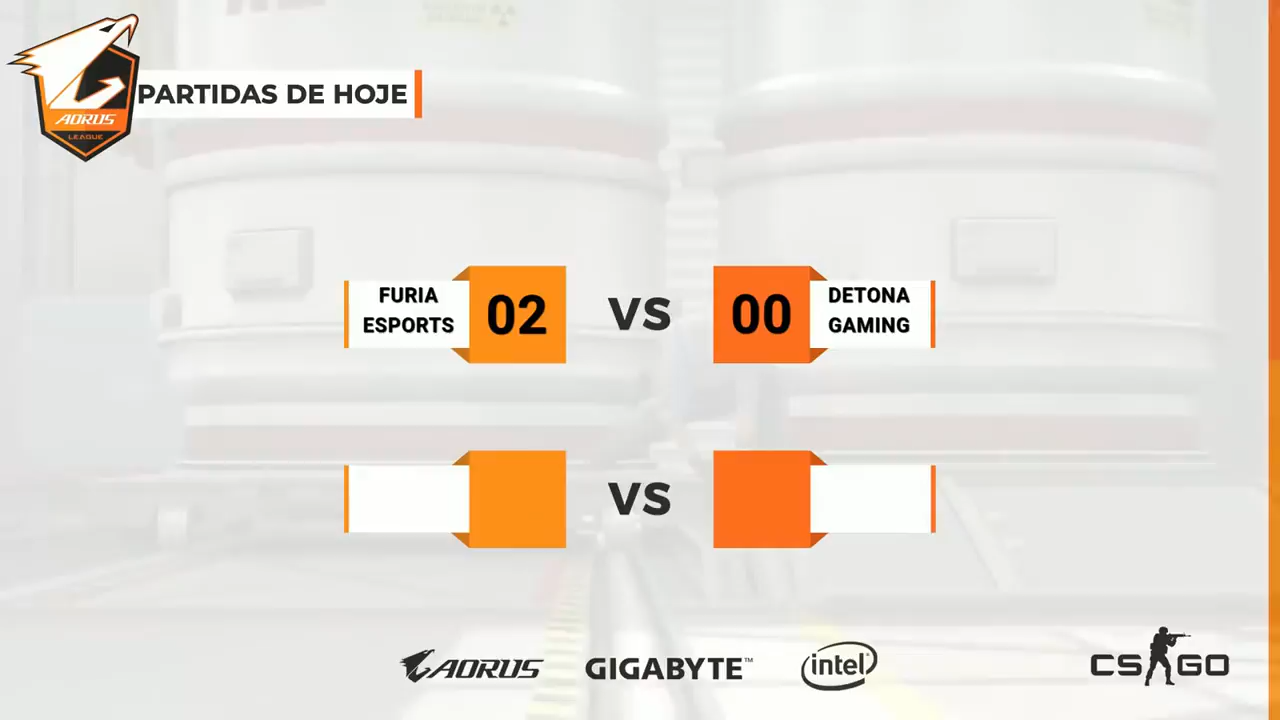 PARTIDAS DE HOJE
AORUS
LEAGUE
FURIA
ESPORTS
02
VS
00
DETONA
GAMING
VS
AORUS
GIGABYTE™
intel
CS GO